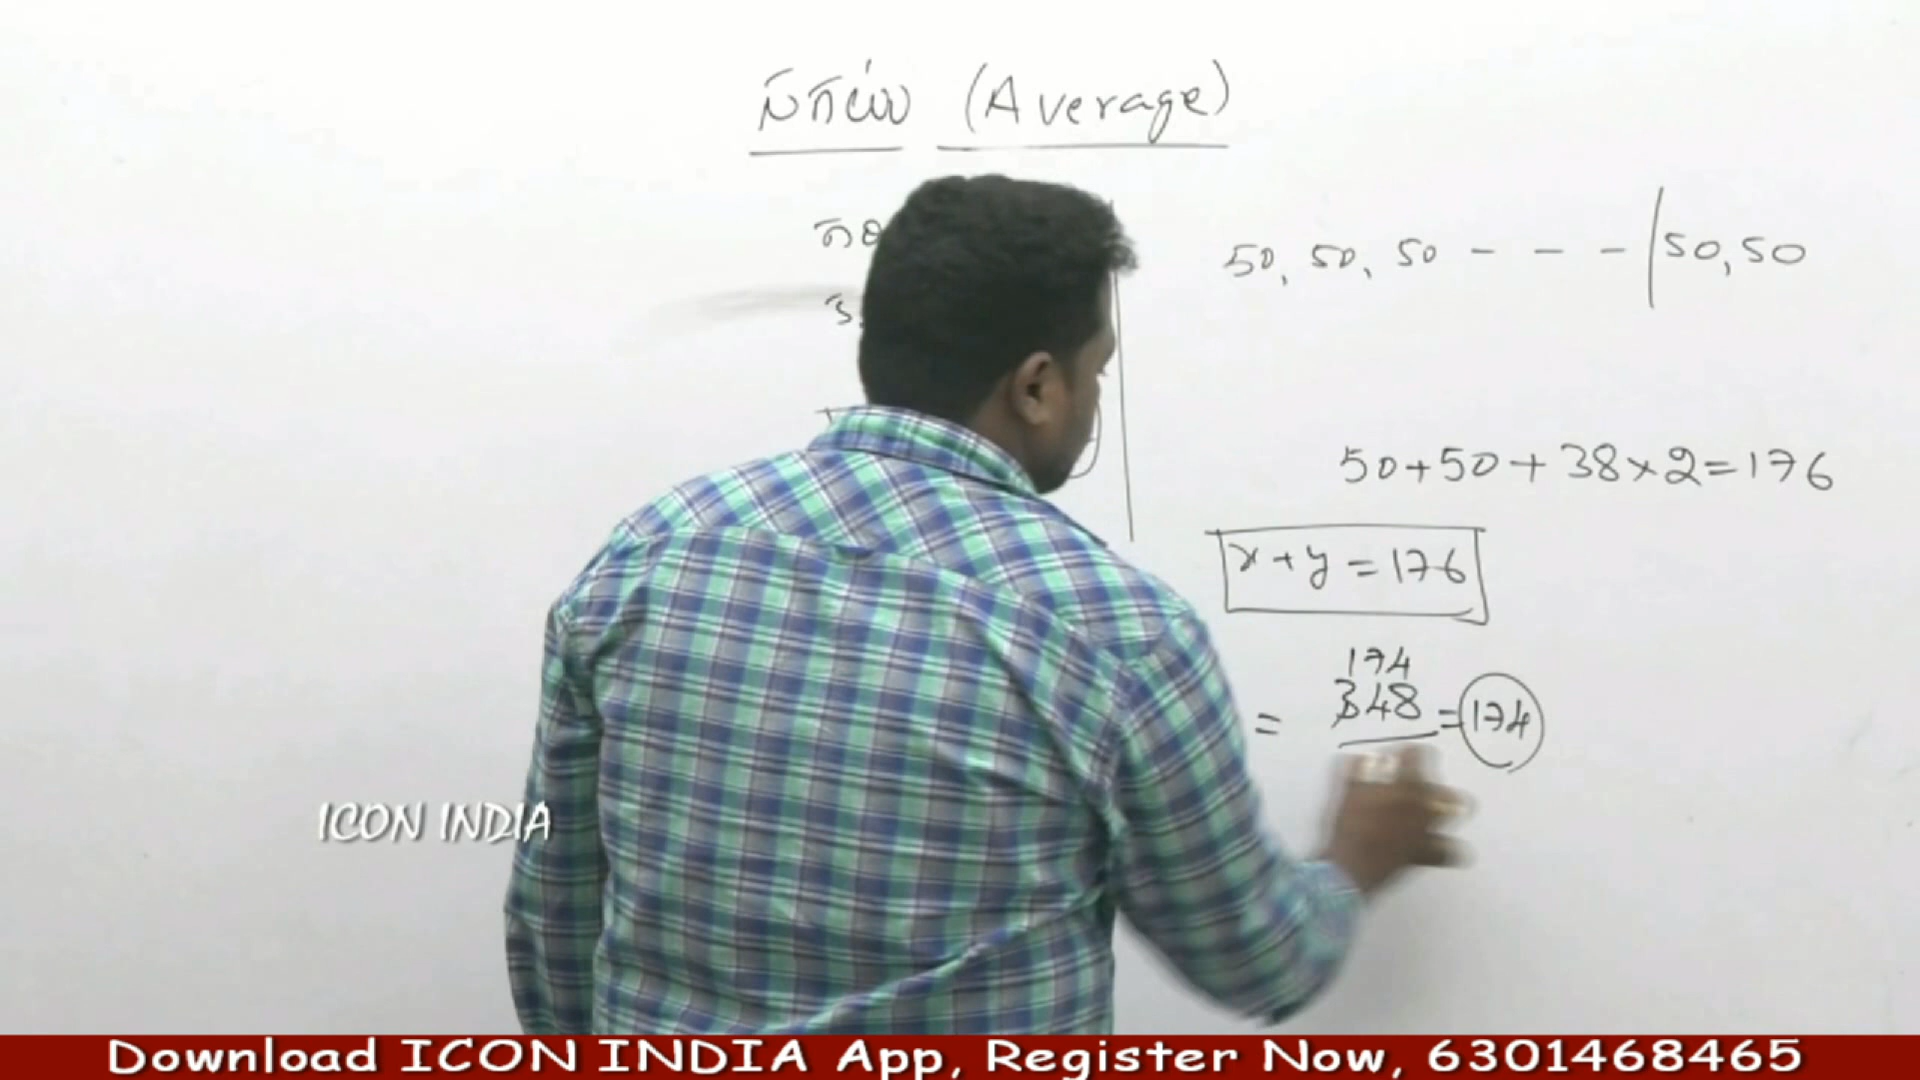 సగటు (Average)
50, 50, 50 - - - | 50, 50
50+50+38×2=176
x+y=176
174
= 348 =174
ICON INDIA
Download ICON INDIA App, Register Now, 6301468465